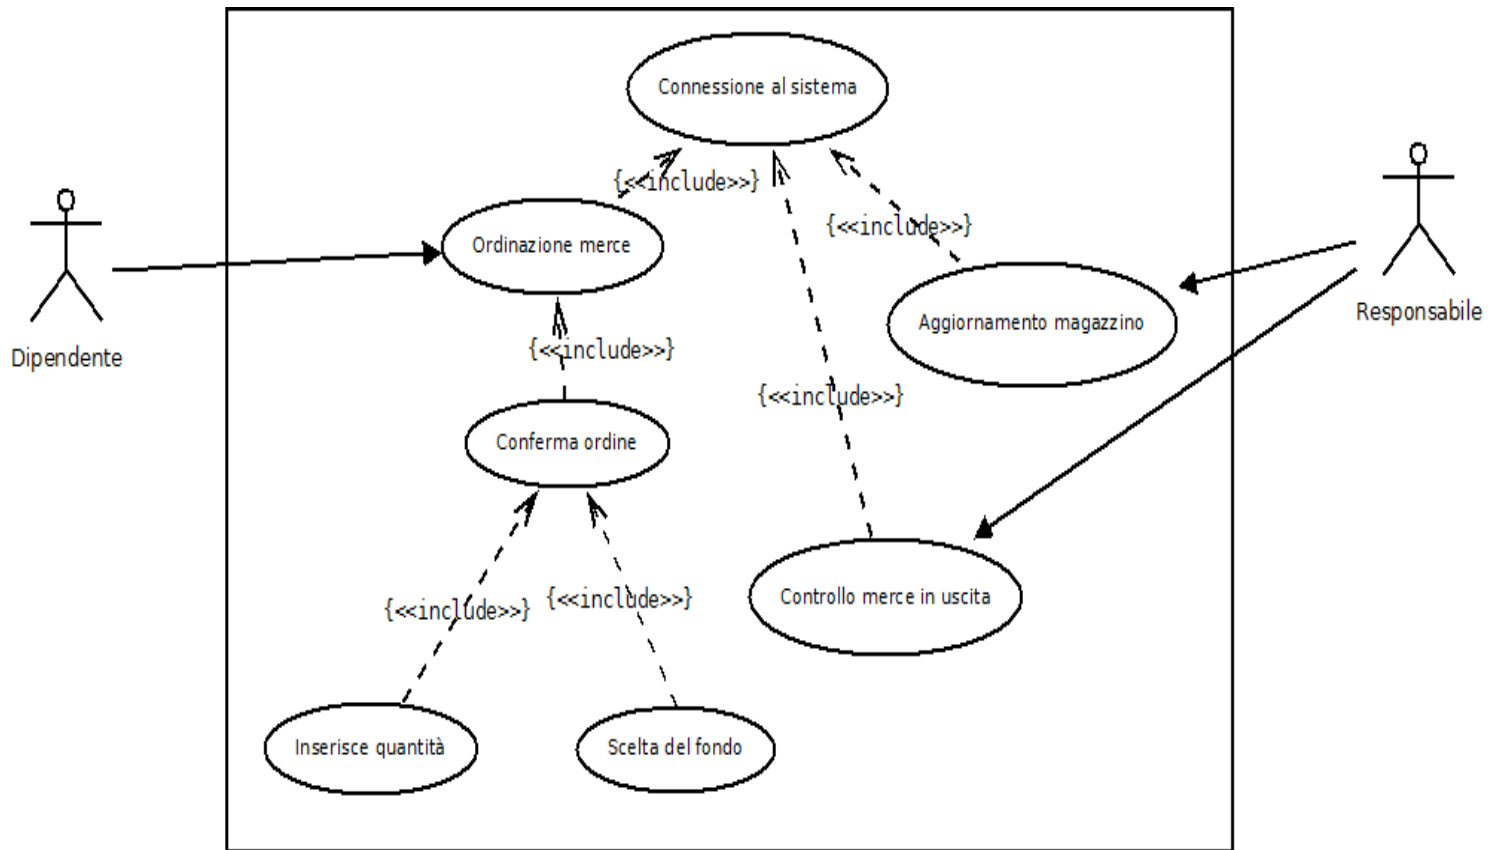 Connessione al sistema
{<<include>>}
{<<include>>}
Ordinazione merce
Dipendente
Responsabile
Aggiornamento magazzino
{<<include>>}
{<<include>>}
Conferma ordine
{<<include>>}
{<<include>>}
Controllo merce in uscita
Inserisce quantità
Scelta del fondo